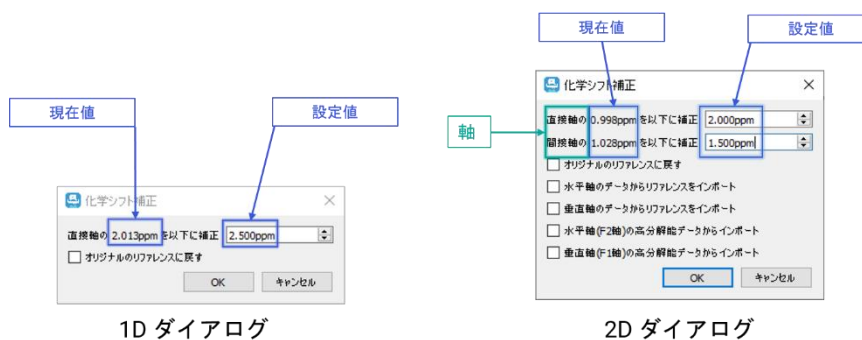 現在値
設定値
化学シフト補正
直接軸の 2.013ppm を以下に補正 2.500ppm
オリジナルのリファレンスに戻す
OK キャンセル
1D ダイアログ
現在値
設定値
軸
化学シフト補正
直接軸の 0.998ppm を以下に補正 2.000ppm
間接軸の 1.028ppm を以下に補正 1.500ppm
オリジナルのリファレンスに戻す
水平軸のデータからリファレンスをインポート
垂直軸のデータからリファレンスをインポート
水平軸(F2軸)の高分解能データからインポート
垂直軸(F1軸)の高分解能データからインポート
OK キャンセル
2D ダイアログ